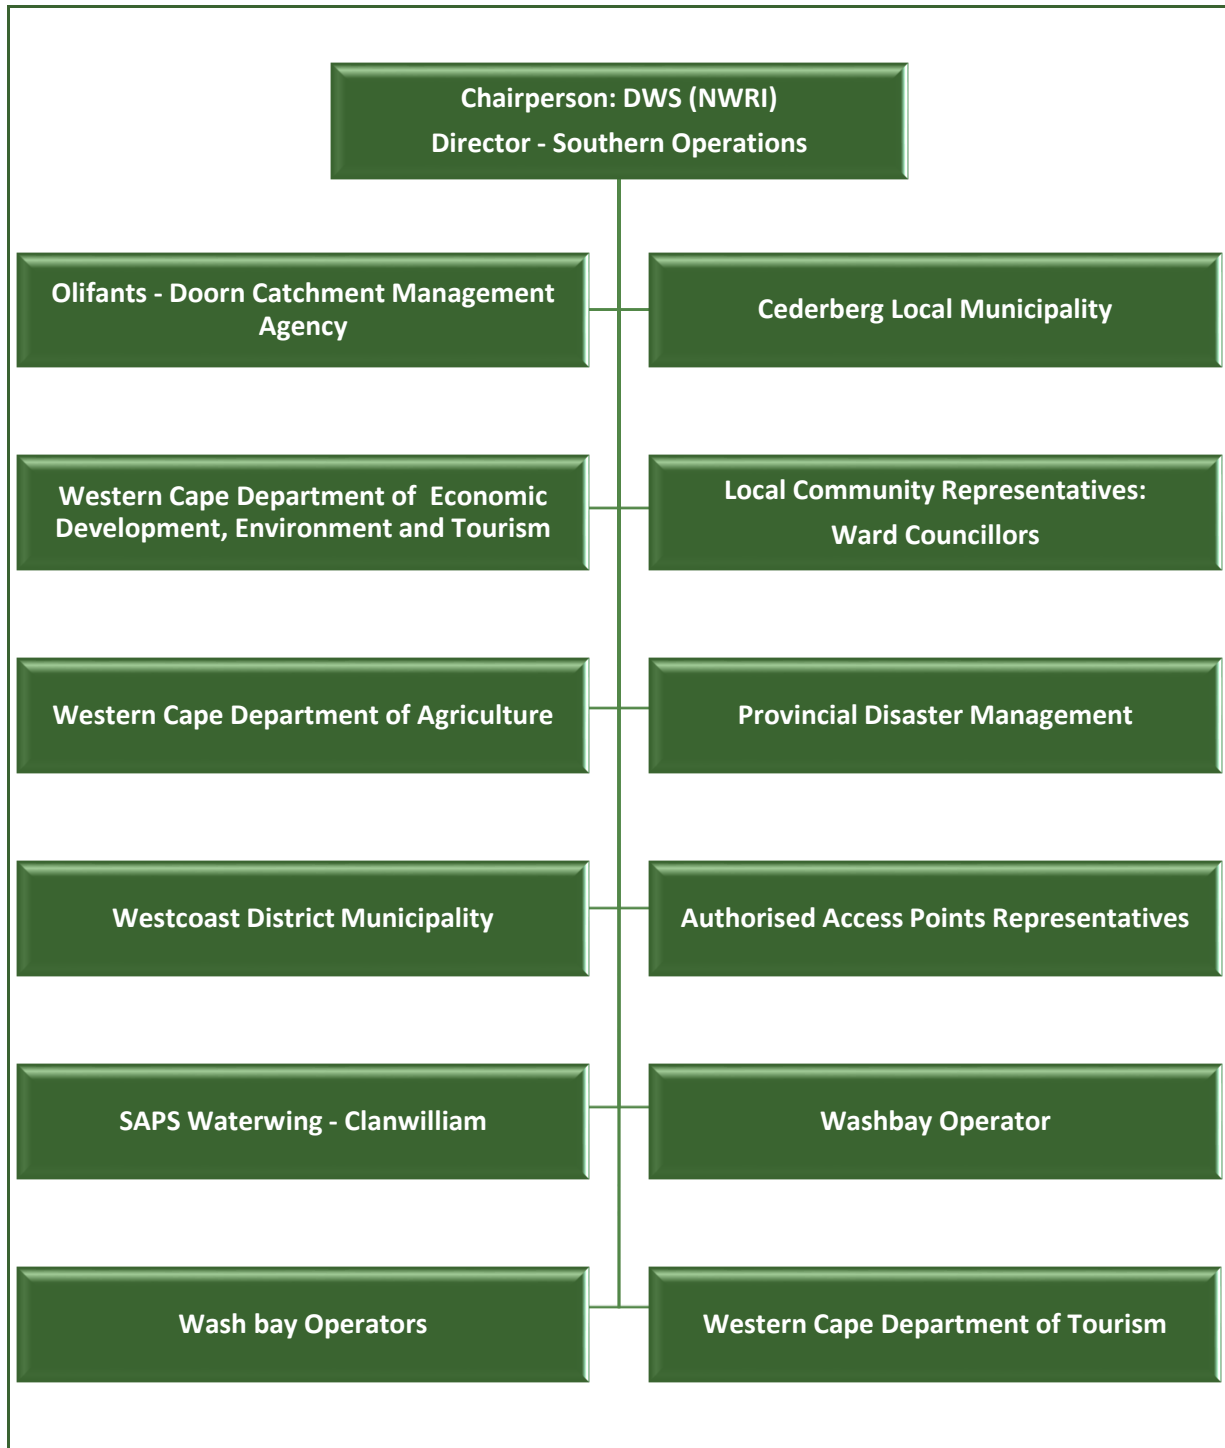 Chairperson: DWS (NWRI)
Director - Southern Operations
Olifants - Doorn Catchment Management
Agency
Cederberg Local Municipality
Western Cape Department of  Economic
Development, Environment and Tourism
Local Community Representatives:
Ward Councillors
Western Cape Department of Agriculture
Provincial Disaster Management
Westcoast District Municipality
Authorised Access Points Representatives
SAPS Waterwing - Clanwilliam
Washbay Operator
Wash bay Operators
Western Cape Department of Tourism